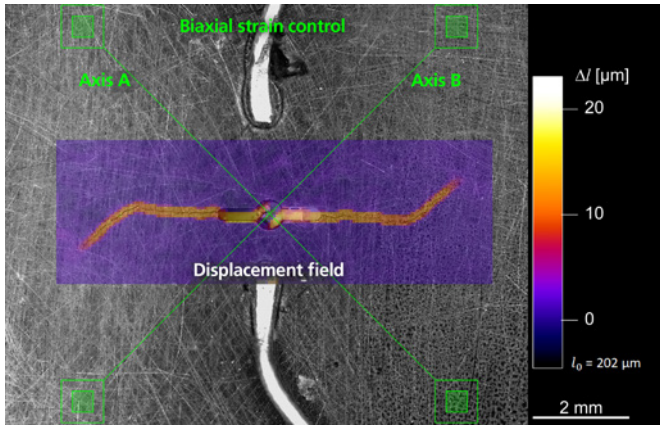 Biaxial strain control
Axis A
Axis B
Displacement field
Δl [µm]
20
10
0
l₀ = 202 µm
2 mm